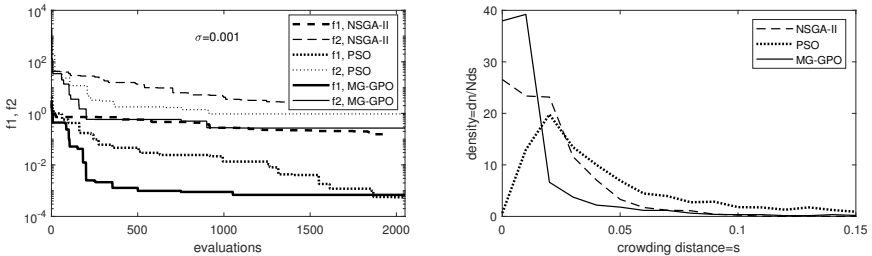 10^4
10^2
10^0
10^-2
10^-4
f1, f2
0
500
1000
1500
2000
evaluations
σ=0.001
f1, NSGA-II
f2, NSGA-II
f1, PSO
f2, PSO
f1, MG-GPO
f2, MG-GPO
40
30
20
10
0
density=dn/Nds
0
0.05
0.1
0.15
crowding distance=s
NSGA-II
PSO
MG-GPO